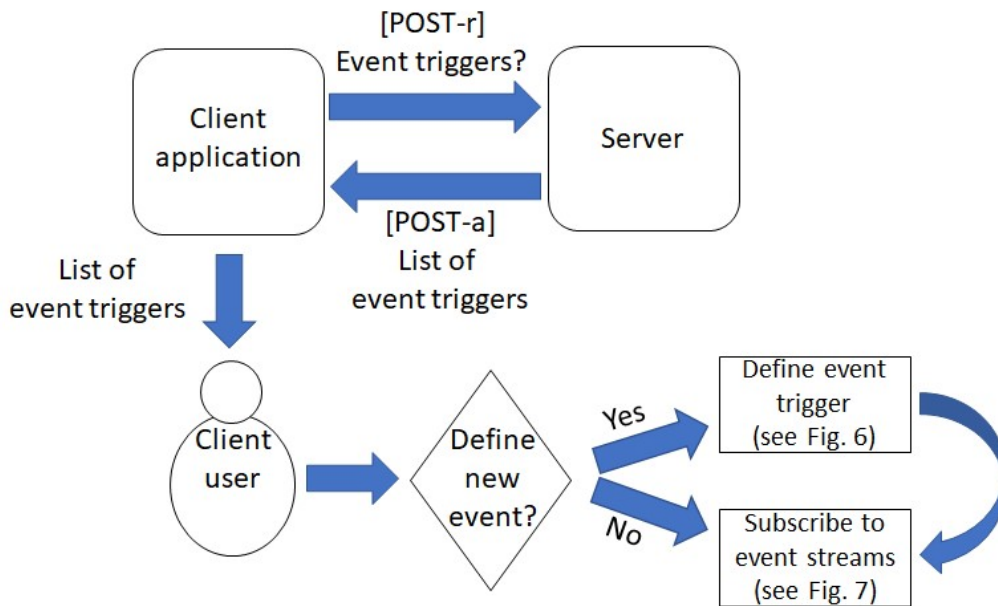 [POST-r]
Event triggers?
Client
application
Server
[POST-a]
List of
event triggers
List of
event triggers
Client
user
Define
new
event?
Yes
No
Define event
trigger
(see Fig. 6)
Subscribe to
event streams
(see Fig. 7)